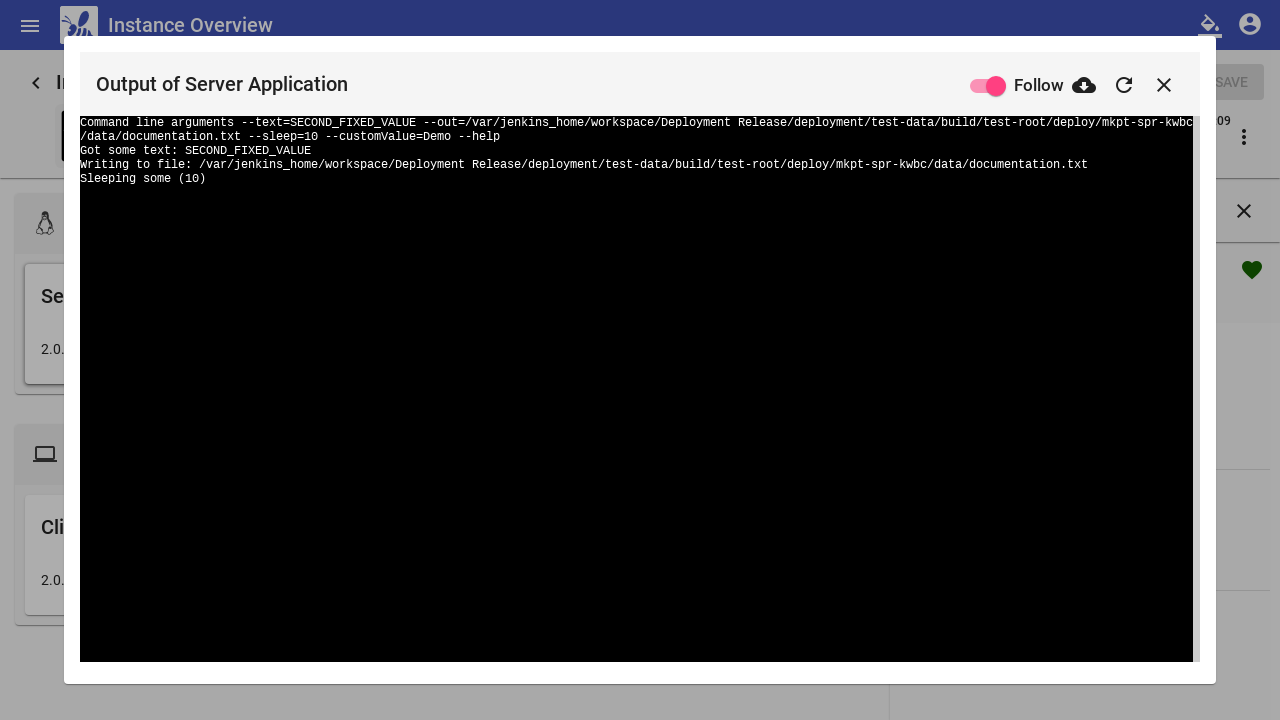 Instance Overview
SAVE
Output of Server Application
Follow
Command line arguments --text=SECOND_FIXED_VALUE --out=/var/jenkins_home/workspace/Deployment Release/deployment/test-data/build/test-root/deploy/mkpt-spr-kwbc
/data/documentation.txt --sleep=10 --customValue=Demo --help
Got some text: SECOND_FIXED_VALUE
Writing to file: /var/jenkins_home/workspace/Deployment Release/deployment/test-data/build/test-root/deploy/mkpt-spr-kwbc/data/documentation.txt
Sleeping some (10)
09
Se
2.0.
Cli
2.0.